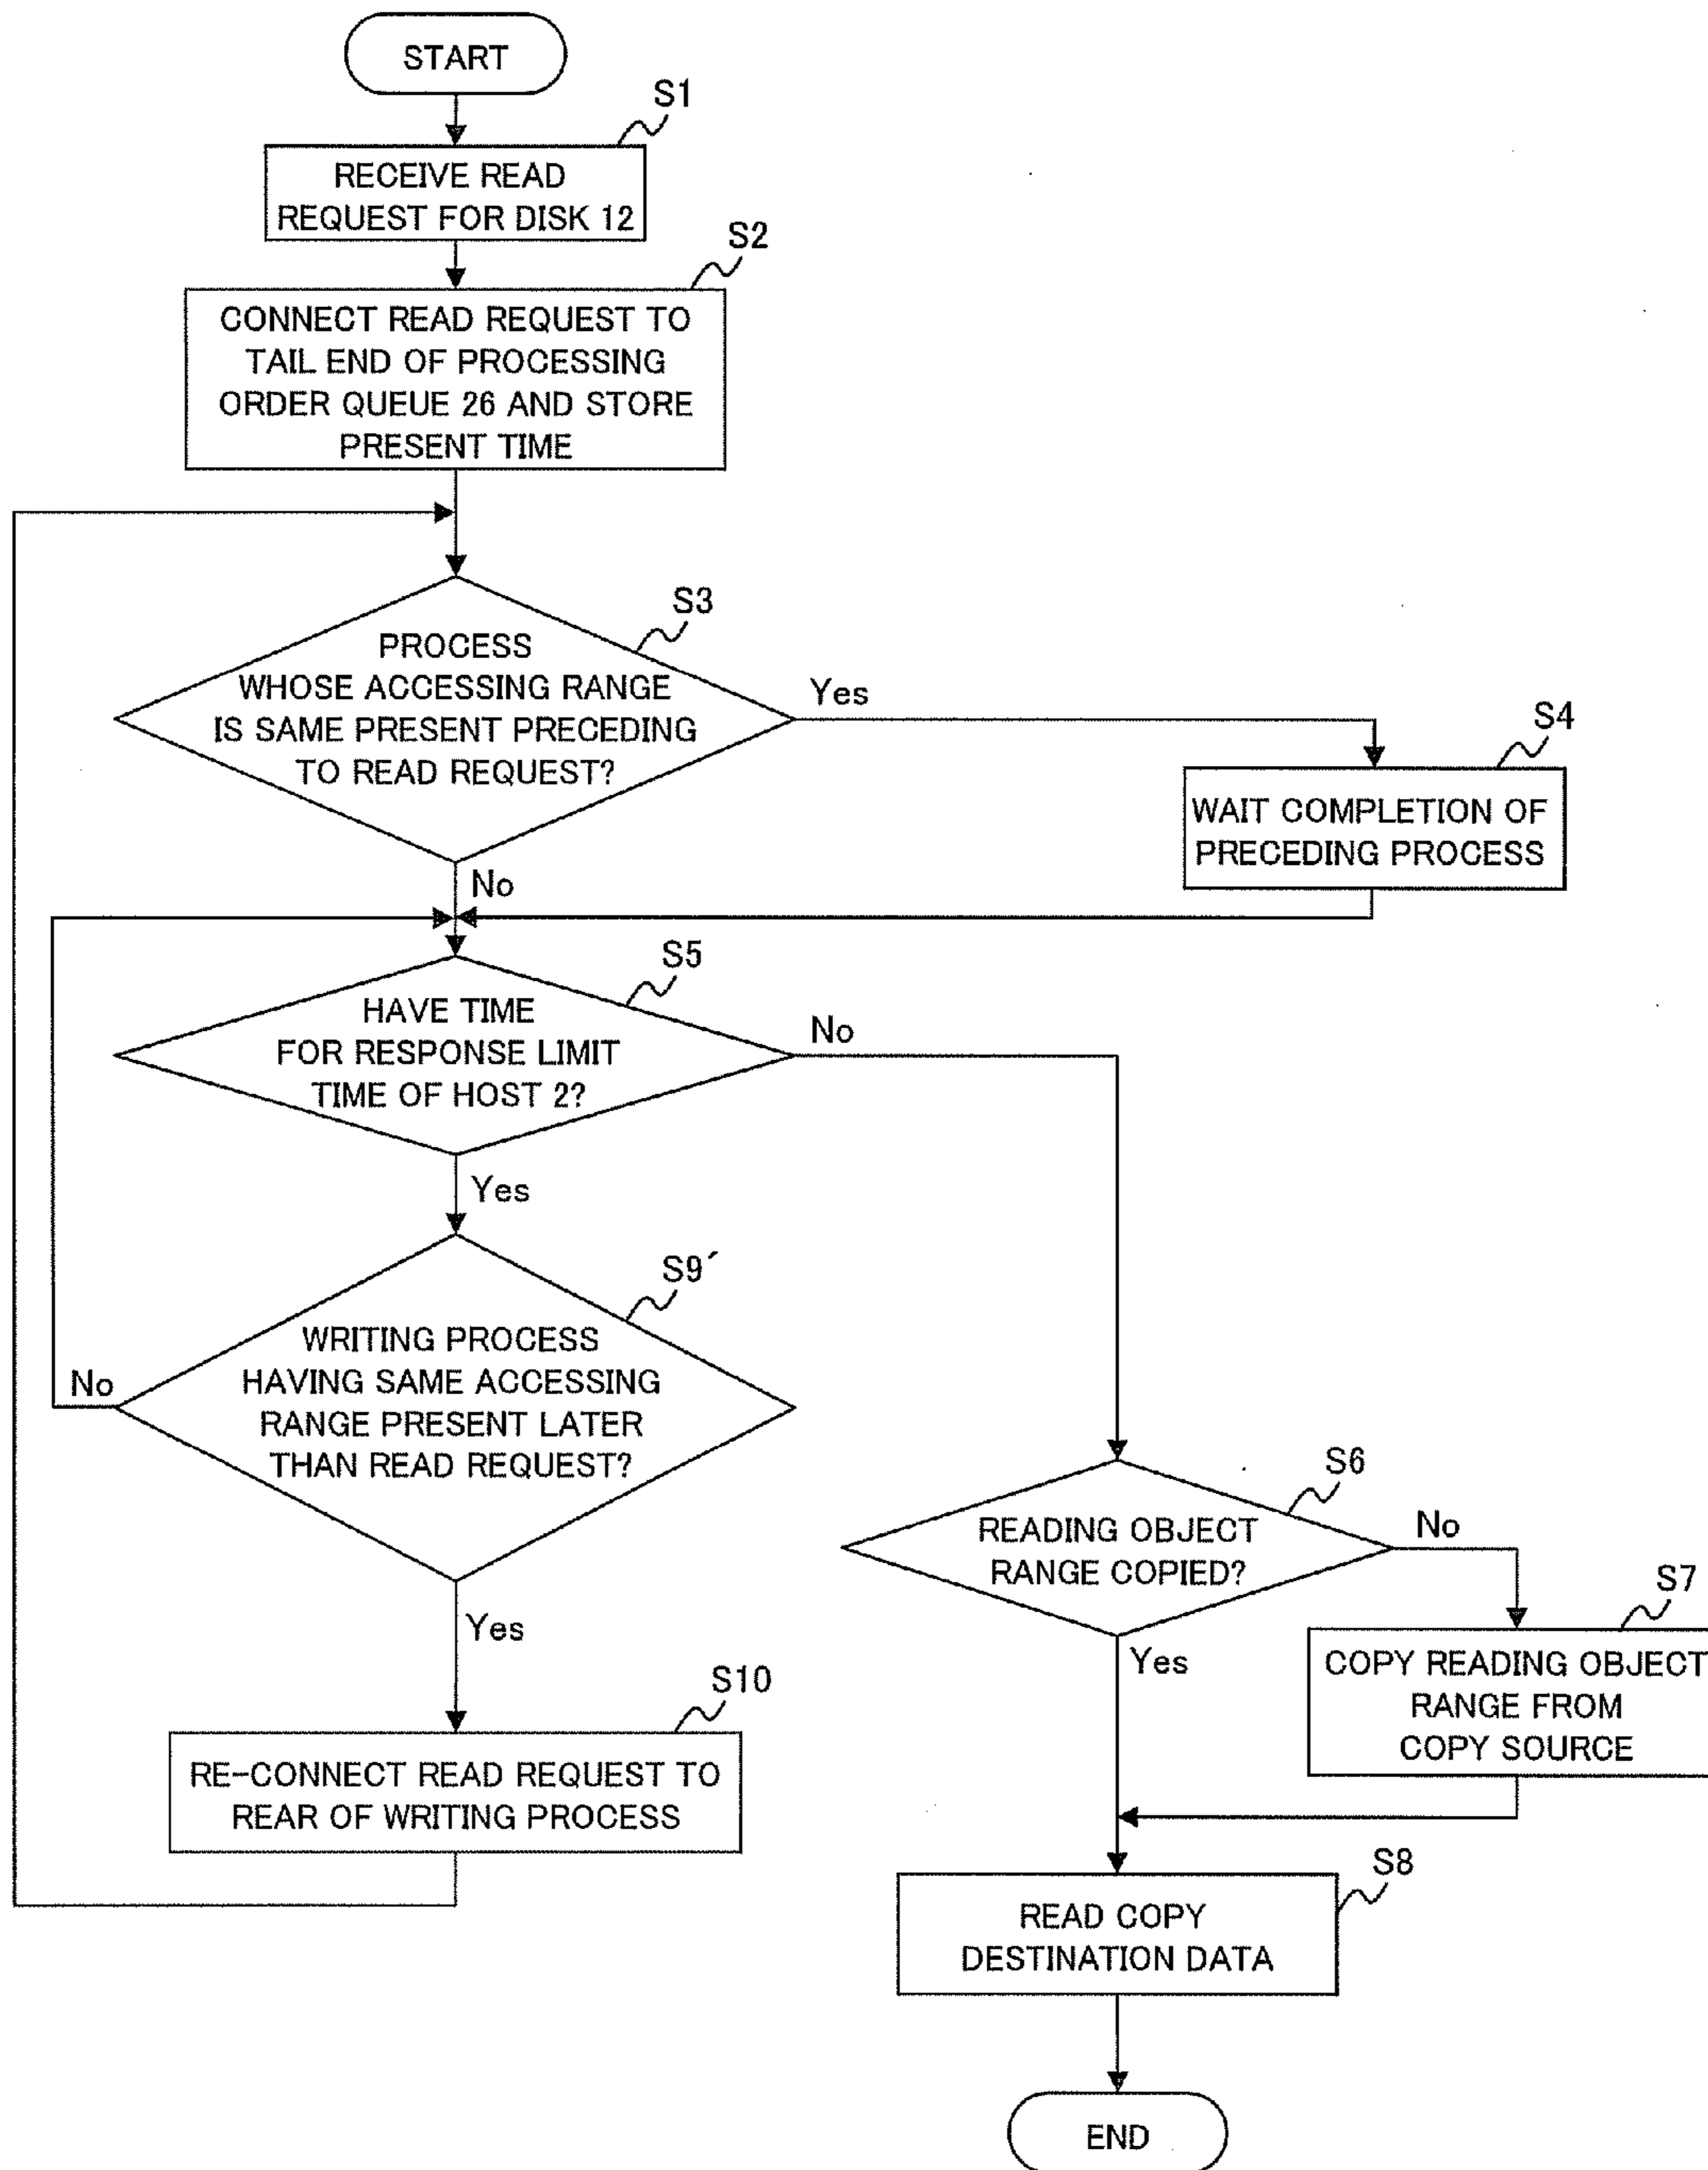 START
S1
RECEIVE READ
REQUEST FOR DISK 12
S2
CONNECT READ REQUEST TO
TAIL END OF PROCESSING
ORDER QUEUE 26 AND STORE
PRESENT TIME
S3
PROCESS
WHOSE ACCESSING RANGE
IS SAME PRESENT PRECEDING
TO READ REQUEST?
Yes
S4
WAIT COMPLETION OF
PRECEDING PROCESS
No
S5
HAVE TIME
FOR RESPONSE LIMIT
TIME OF HOST 2?
No
Yes
S9´
WRITING PROCESS
HAVING SAME ACCESSING
RANGE PRESENT LATER
THAN READ REQUEST?
No
Yes
S10
RE-CONNECT READ REQUEST TO
REAR OF WRITING PROCESS
S6
READING OBJECT
RANGE COPIED?
No
Yes
S7
COPY READING OBJECT
RANGE FROM
COPY SOURCE
S8
READ COPY
DESTINATION DATA
END